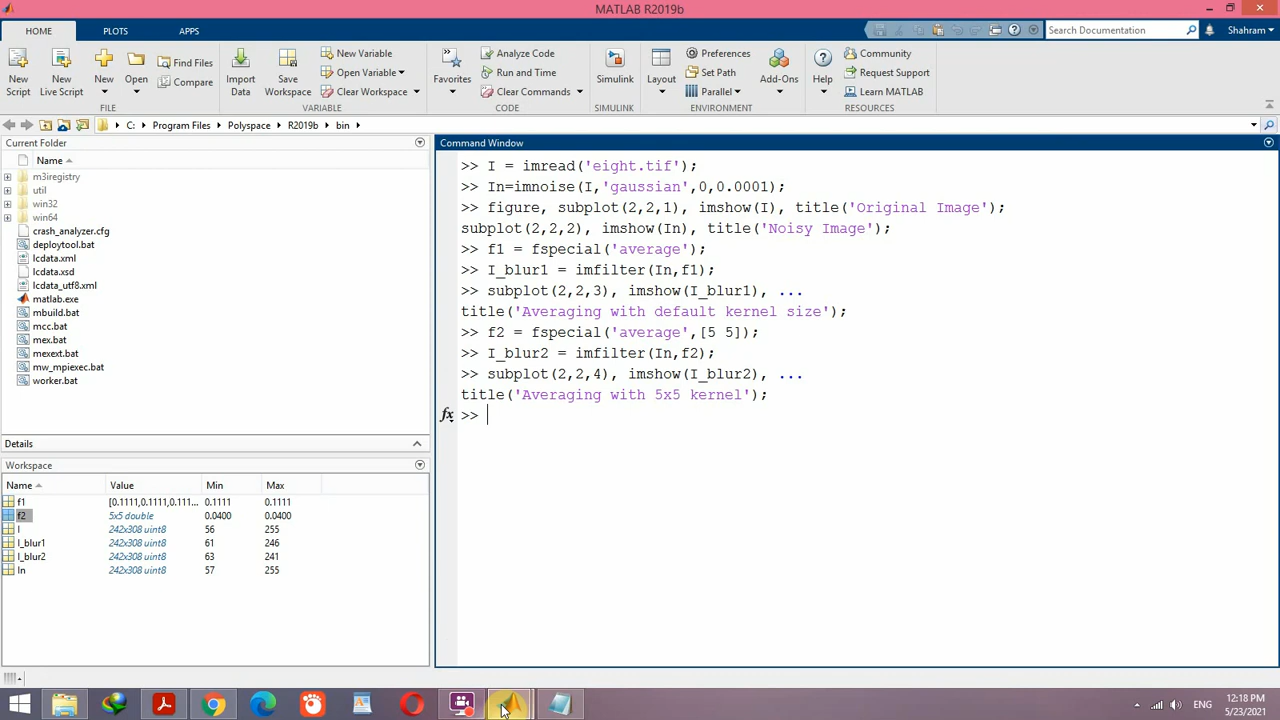 MATLAB R2019b
HOME PLOTS APPS Search Documentation Shahram
New Script New Live Script New Open Find Files Compare Import Data Save Workspace New Variable Open Variable Clear Workspace Favorites Analyze Code Run and Time Clear Commands Simulink Layout Preferences Set Path Parallel Add-Ons Help Community Request Support Learn MATLAB
FILE VARIABLE CODE SIMULINK ENVIRONMENT RESOURCES
C: Program Files Polyspace R2019b bin
Current Folder
Name
m3iregistry
util
win32
win64
crash_analyzer.cfg
deploytool.bat
lcdata.xml
lcdata.xsd
lcdata_utf8.xml
matlab.exe
mbuild.bat
mcc.bat
mex.bat
mexext.bat
mw_mpiexec.bat
worker.bat
Details
Workspace
Name Value Min Max
f1 [0.1111,0.1111,0.111... 0.1111 0.1111
f2 5x5 double 0.0400 0.0400
I 242x308 uint8 56 255
I_blur1 242x308 uint8 61 246
I_blur2 242x308 uint8 63 241
In 242x308 uint8 57 255
Command Window
>> I = imread('eight.tif');
>> In=imnoise(I,'gaussian',0,0.0001);
>> figure, subplot(2,2,1), imshow(I), title('Original Image');
subplot(2,2,2), imshow(In), title('Noisy Image');
>> f1 = fspecial('average');
>> I_blur1 = imfilter(In,f1);
>> subplot(2,2,3), imshow(I_blur1), ...
title('Averaging with default kernel size');
>> f2 = fspecial('average',[5 5]);
>> I_blur2 = imfilter(In,f2);
>> subplot(2,2,4), imshow(I_blur2), ...
title('Averaging with 5x5 kernel');
fx >>
ENG 12:18 PM
5/23/2021